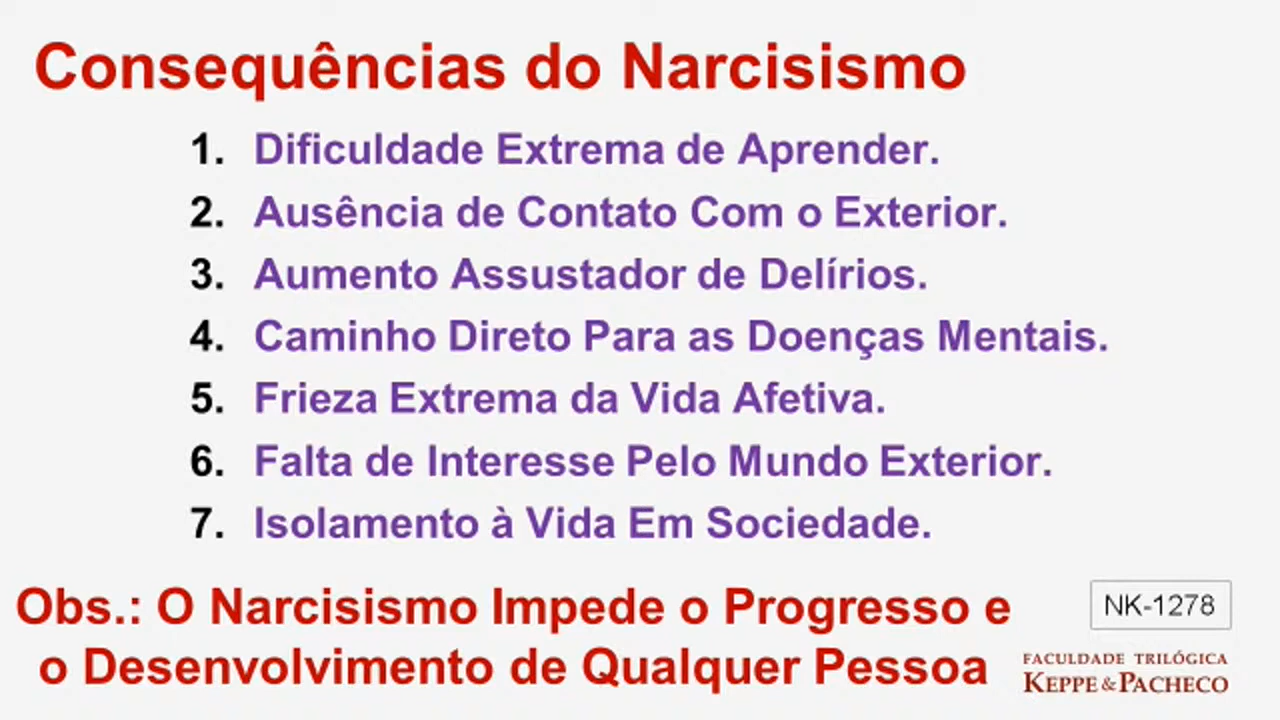 Consequências do Narcisismo
1. Dificuldade Extrema de Aprender.
2. Ausência de Contato Com o Exterior.
3. Aumento Assustador de Delírios.
4. Caminho Direto Para as Doenças Mentais.
5. Frieza Extrema da Vida Afetiva.
6. Falta de Interesse Pelo Mundo Exterior.
7. Isolamento à Vida Em Sociedade.
Obs.: O Narcisismo Impede o Progresso e
o Desenvolvimento de Qualquer Pessoa
NK-1278
FACULDADE TRILÓGICA
KEPPE & PACHECO